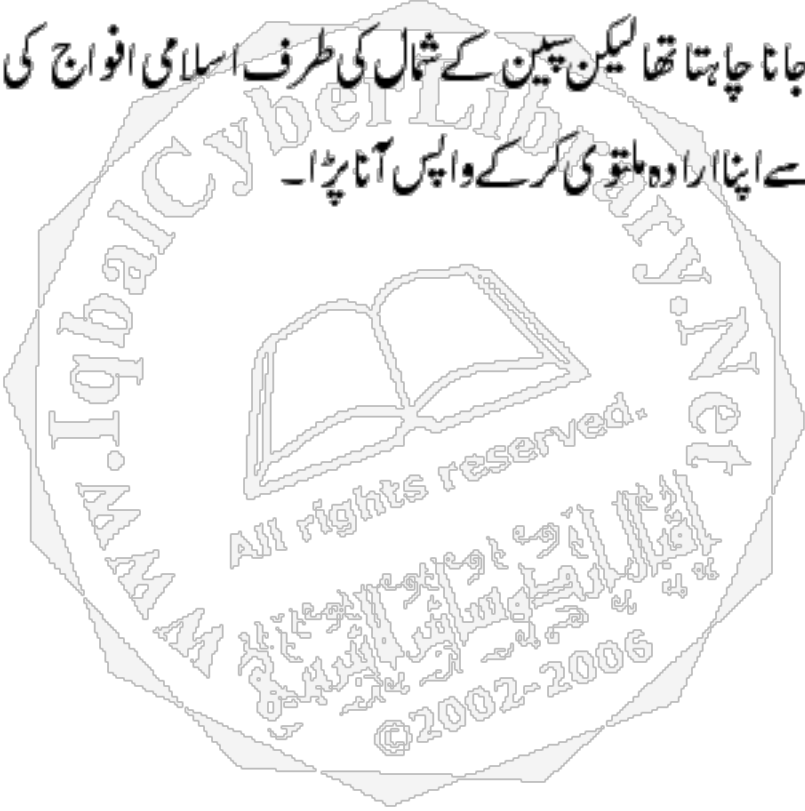 جانا چاہتا تھا لیکن سپین کے شمال کی طرف اسلامی افواج کی
سے اپنا ارادہ ملتوی کر کے واپس آنا پڑا۔
www.IqbalCyberLibrary.Net
All rights reserved.
©2002-2006